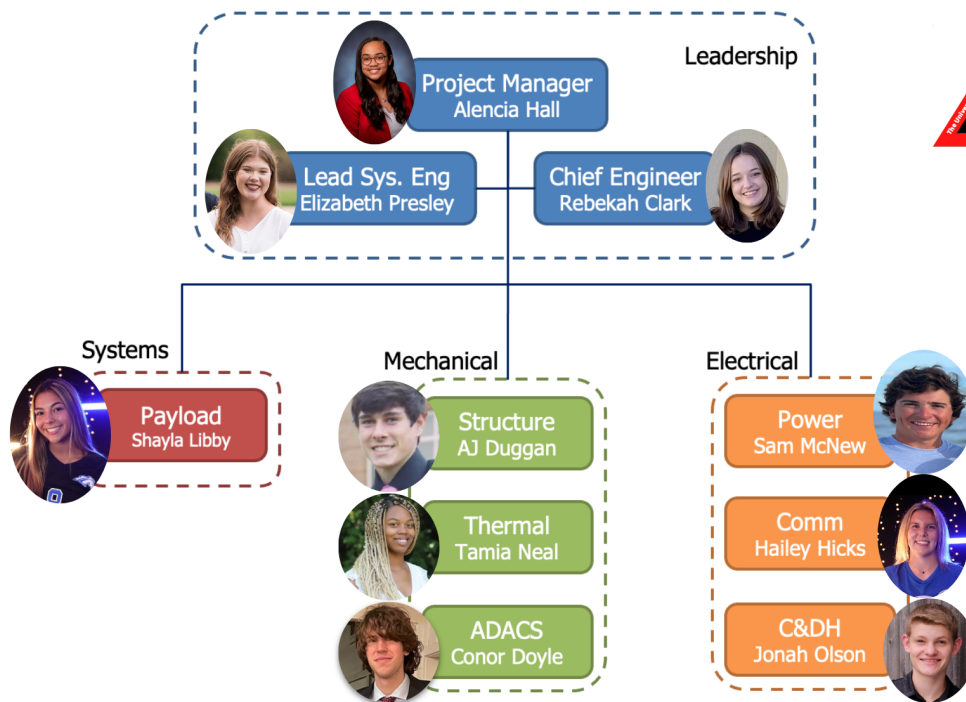 Leadership
Project Manager
Alencia Hall
The Unive
Lead Sys. Eng
Elizabeth Presley
Chief Engineer
Rebekah Clark
Systems
Payload
Shayla Libby
Mechanical
Structure
AJ Duggan
Thermal
Tamia Neal
ADACS
Conor Doyle
Electrical
Power
Sam McNew
Comm
Hailey Hicks
C&DH
Jonah Olson